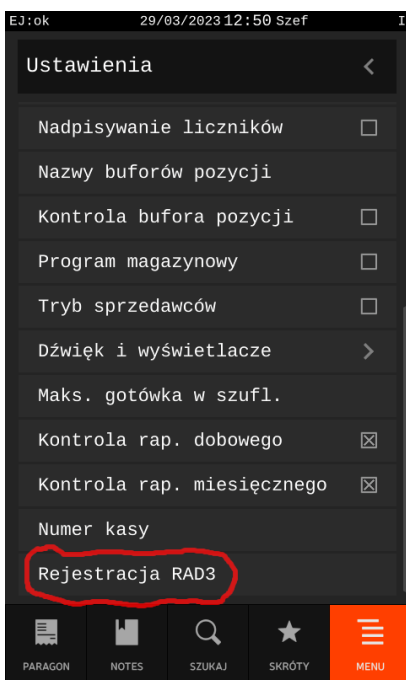 EJ:ok 29/03/2023 12:50 Szef I
Ustawienia
Nadpisywanie liczników
Nazwy buforów pozycji
Kontrola bufora pozycji
Program magazynowy
Tryb sprzedawców
Dźwięk i wyświetlacze
Maks. gotówka w szufl.
Kontrola rap. dobowego
Kontrola rap. miesięcznego
Numer kasy
Rejestracja RAD3
PARAGON NOTES SZUKAJ SKRÓTY MENU